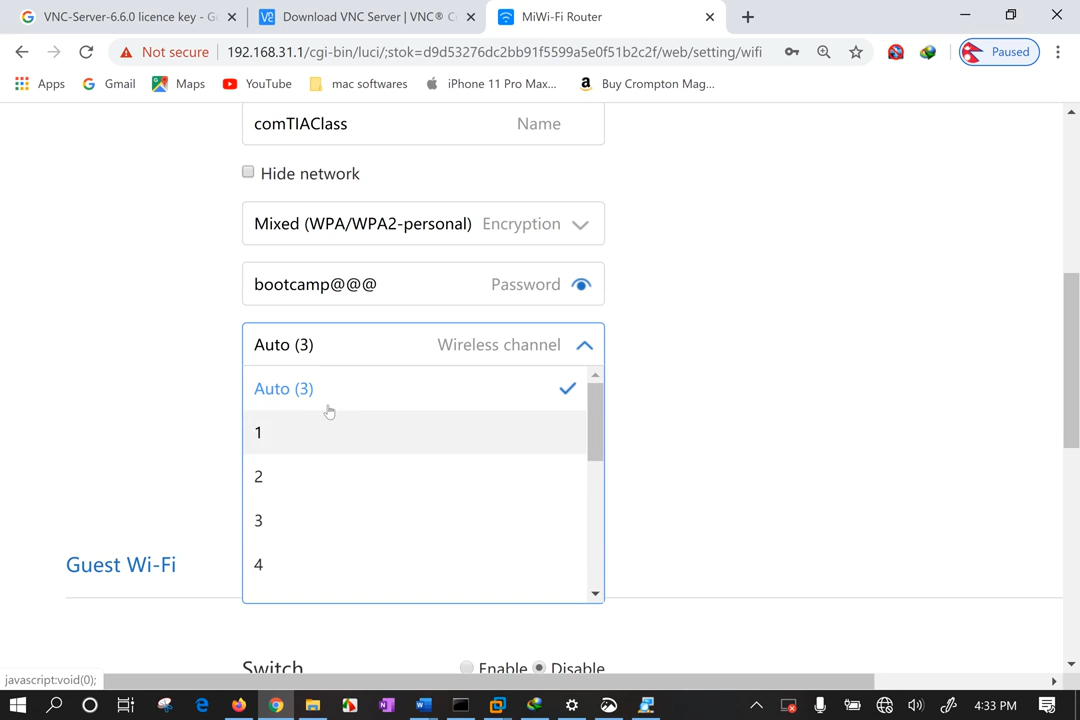 VNC-Server-6.6.0 licence key - Go
Download VNC Server | VNC® Co
MiWi-Fi Router
Not secure
192.168.31.1/cgi-bin/luci/;stok=d9d53276dc2bb91f5599a5e0f51b2c2f/web/setting/wifi
Paused
Apps
Gmail
Maps
YouTube
mac softwares
iPhone 11 Pro Max...
Buy Crompton Mag...
comTIAClass Name
Hide network
Mixed (WPA/WPA2-personal) Encryption
bootcamp@@@ Password
Auto (3) Wireless channel
Auto (3)
1
2
3
4
Guest Wi-Fi
Switch Enable Disable
javascript:void(0);
4:33 PM